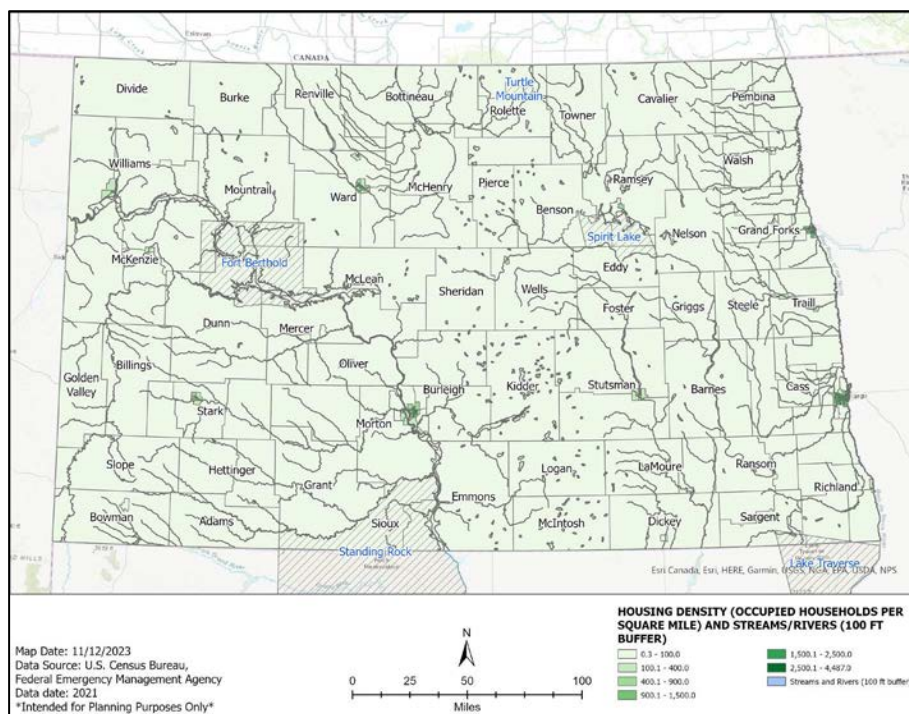 CANADA
Divide
Burke
Renville
Bottineau
Turtle
Mountain
Rolette
Towner
Cavalier
Pembina
Williams
Mountrail
Ward
McHenry
Pierce
Benson
Ramsey
Walsh
Spirit Lake
Nelson
Grand Forks
McKenzie
Fort Berthold
McLean
Sheridan
Wells
Eddy
Foster
Griggs
Steele
Traill
Dunn
Mercer
Oliver
Golden
Valley
Billings
Stark
Morton
Burleigh
Kidder
Stutsman
Barnes
Cass
Slope
Hettinger
Grant
Emmons
Logan
LaMoure
Ransom
Richland
Bowman
Adams
Sioux
McIntosh
Dickey
Sargent
Standing Rock
Lake Traverse
Esri Canada, Esri, HERE, Garmin, USGS, NGA, EPA, USDA, NPS
HOUSING DENSITY (OCCUPIED HOUSEHOLDS PER
SQUARE MILE) AND STREAMS/RIVERS (100 FT
BUFFER)
0.3 - 100.0
100.1 - 400.0
400.1 - 900.0
900.1 - 1,500.0
1,500.1 - 2,500.0
2,500.1 - 4,487.0
Streams and Rivers (100 ft buffer)
Map Date: 11/12/2023
Data Source: U.S. Census Bureau,
Federal Emergency Management Agency
Data date: 2021
*Intended for Planning Purposes Only*
N
0 25 50 100
Miles